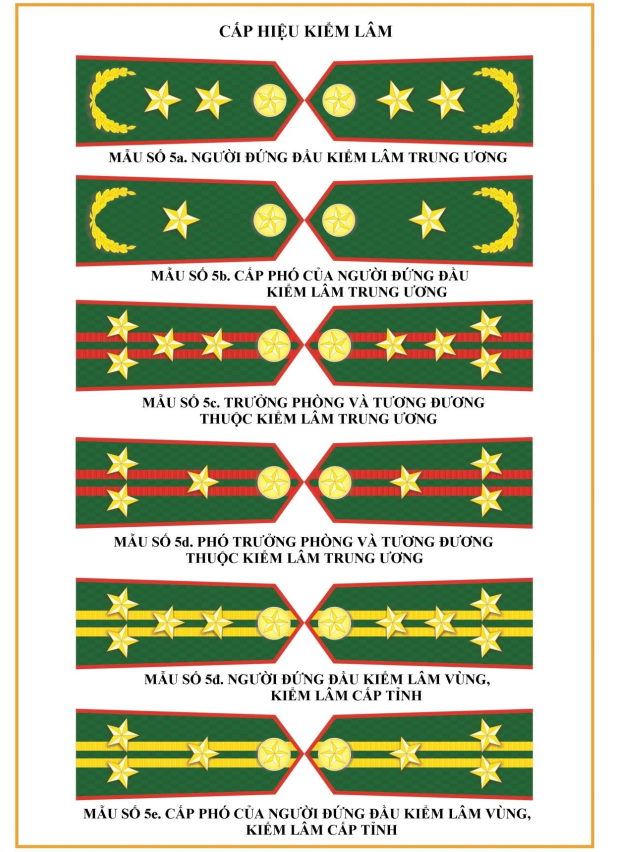 CẤP HIỆU KIỂM LÂM
MẪU SỐ 5a. NGƯỜI ĐỨNG ĐẦU KIỂM LÂM TRUNG ƯƠNG
MẪU SỐ 5b. CẤP PHÓ CỦA NGƯỜI ĐỨNG ĐẦU
KIỂM LÂM TRUNG ƯƠNG
MẪU SỐ 5c. TRƯỞNG PHÒNG VÀ TƯƠNG ĐƯƠNG
THUỘC KIỂM LÂM TRUNG ƯƠNG
MẪU SỐ 5d. PHÓ TRƯỞNG PHÒNG VÀ TƯƠNG ĐƯƠNG
THUỘC KIỂM LÂM TRUNG ƯƠNG
MẪU SỐ 5d. NGƯỜI ĐỨNG ĐẦU KIỂM LÂM VÙNG,
KIỂM LÂM CẤP TỈNH
MẪU SỐ 5e. CẤP PHÓ CỦA NGƯỜI ĐỨNG ĐẦU KIỂM LÂM VÙNG,
KIỂM LÂM CẤP TỈNH